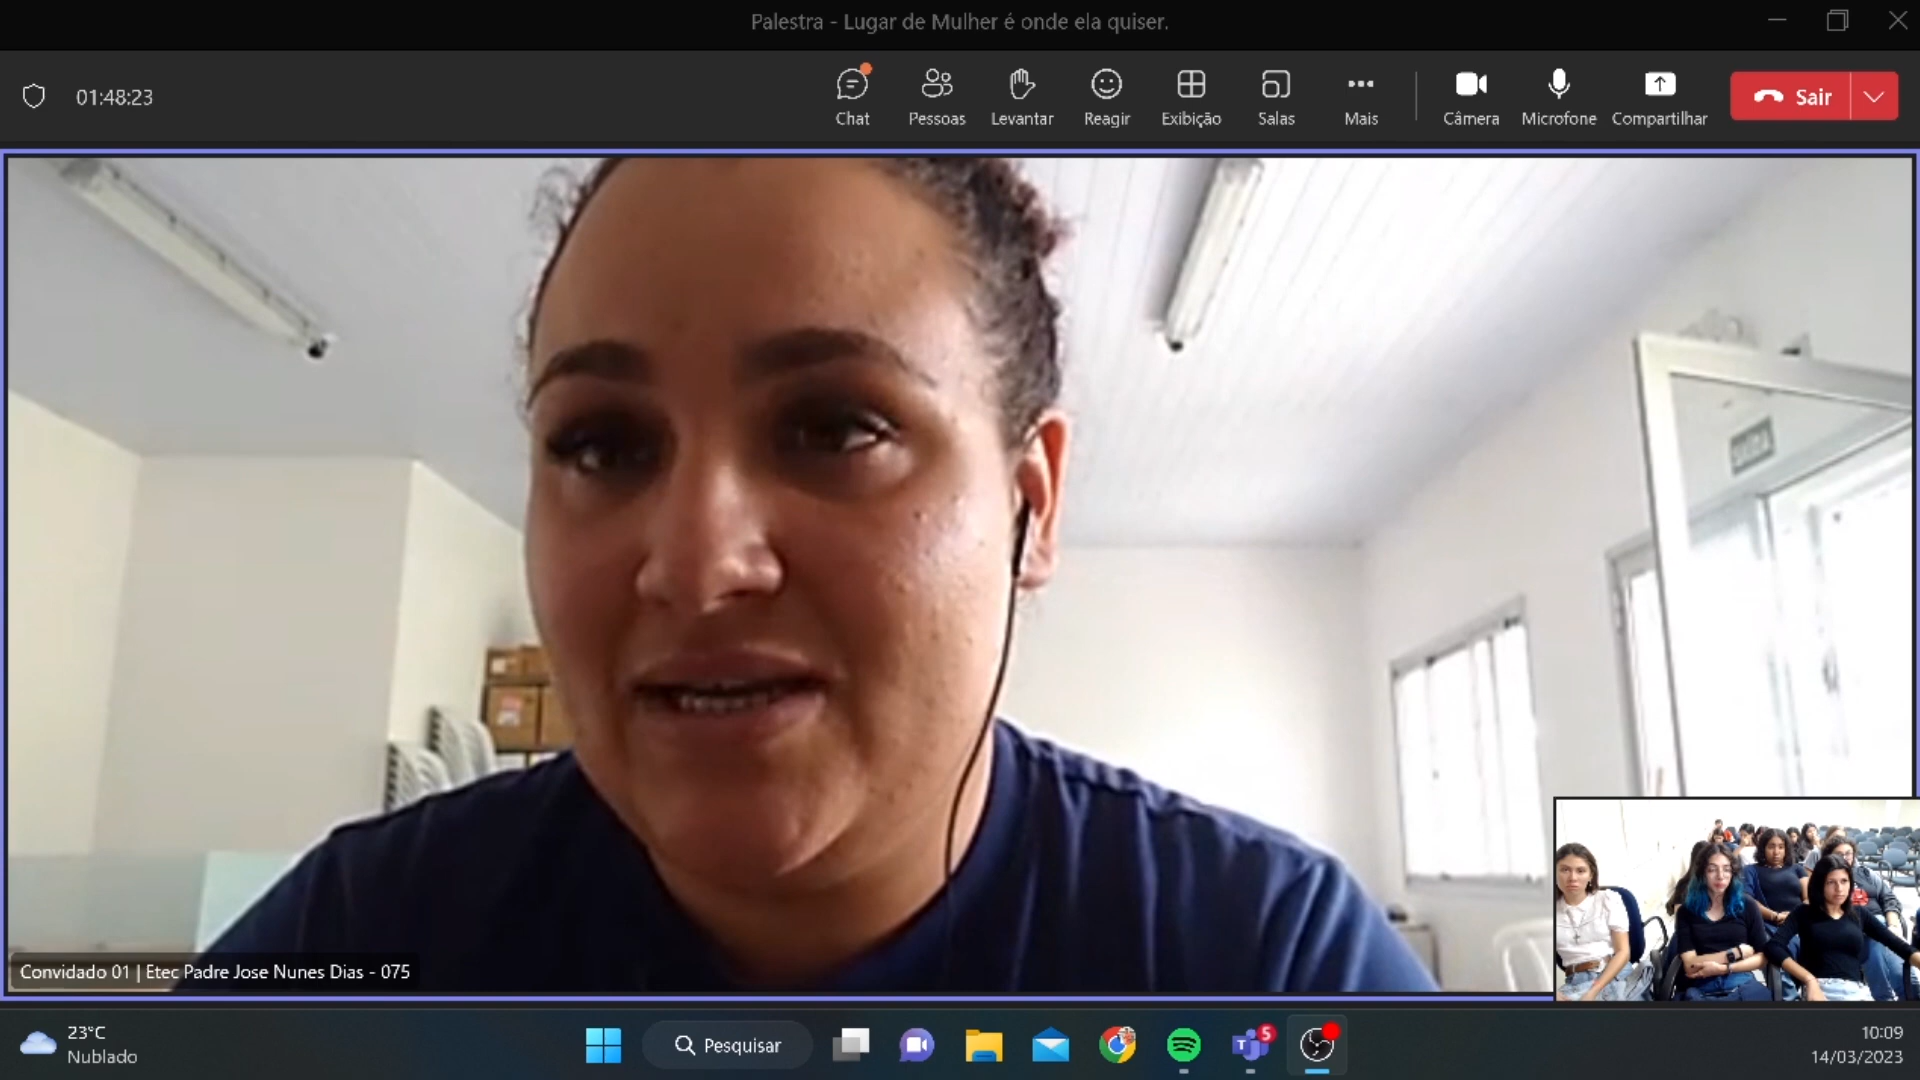 Palestra - Lugar de Mulher é onde ela quiser.
01:48:23
Chat
Pessoas
Levantar
Reagir
Exibição
Salas
Mais
Câmera
Microfone
Compartilhar
Sair
Convidado 01 | Etec Padre Jose Nunes Dias - 075
23°C
Nublado
Pesquisar
5
10:09
14/03/2023